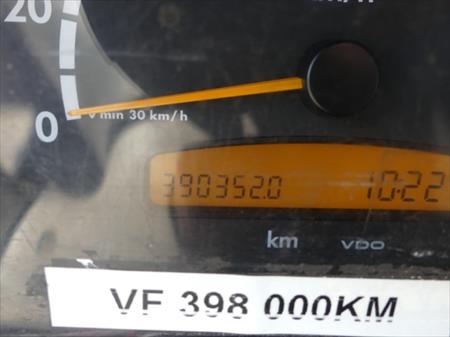 20
0
v min 30 km/h
390352.0 10:22
km VDO
VF 398 000KM